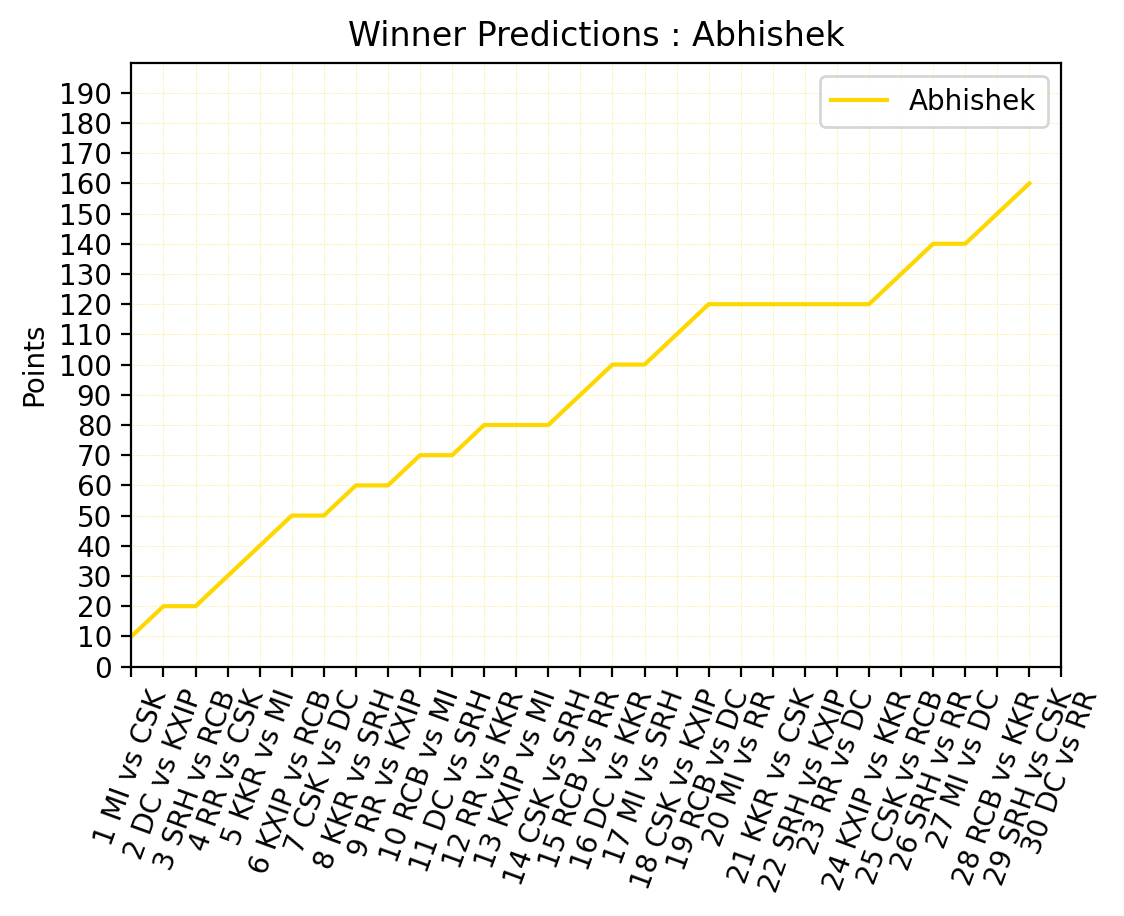 Winner Predictions : Abhishek
Abhishek
Points
190
180
170
160
150
140
130
120
110
100
90
80
70
60
50
40
30
20
10
0
1 MI vs CSK
2 DC vs KXIP
3 SRH vs RCB
4 RR vs CSK
5 KKR vs MI
6 KXIP vs RCB
7 CSK vs DC
8 KKR vs SRH
9 RR vs KXIP
10 RCB vs MI
11 DC vs SRH
12 RR vs KKR
13 KXIP vs MI
14 CSK vs SRH
15 RCB vs RR
16 DC vs KKR
17 MI vs SRH
18 CSK vs KXIP
19 RCB vs DC
20 MI vs RR
21 KKR vs CSK
22 SRH vs KXIP
23 RR vs DC
24 KXIP vs KKR
25 CSK vs RCB
26 SRH vs RR
27 MI vs DC
28 RCB vs KKR
29 SRH vs CSK
30 DC vs RR